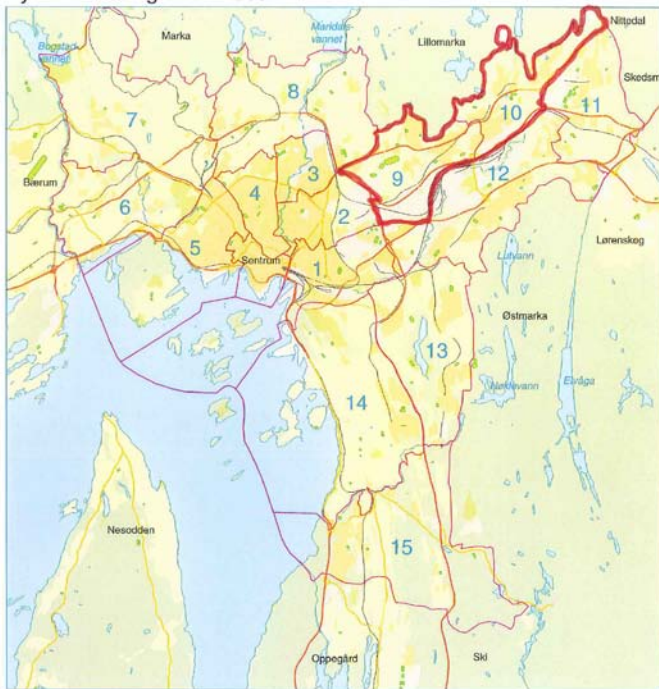 Marka
Maridals-
vannet
Nittedal
Bogstad
vannet
Lillomarka
Skedsm
8
10
11
7
3
9
12
4
Bærum
6
2
Lørenskog
5
Sentrum
1
Lutvann
Østmarka
13
Nøklevann
Elvåga
14
Nesodden
15
Oppegård
Ski